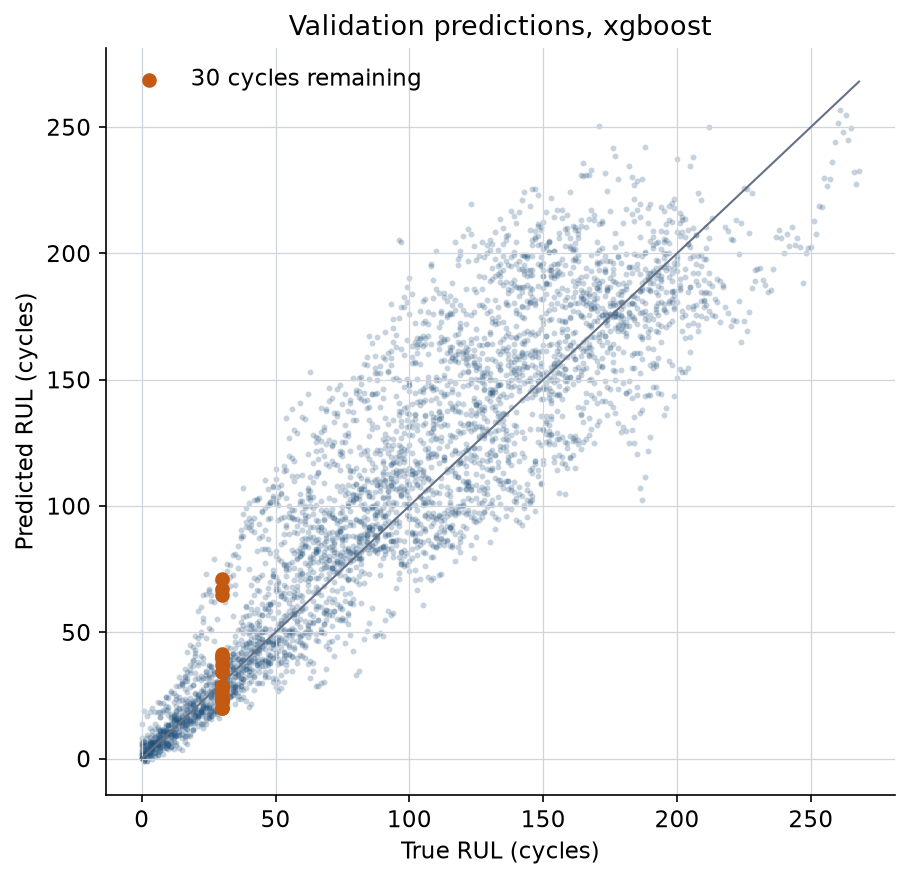 Validation predictions, xgboost
30 cycles remaining
Predicted RUL (cycles)
250
200
150
100
50
0
0 50 100 150 200 250
True RUL (cycles)